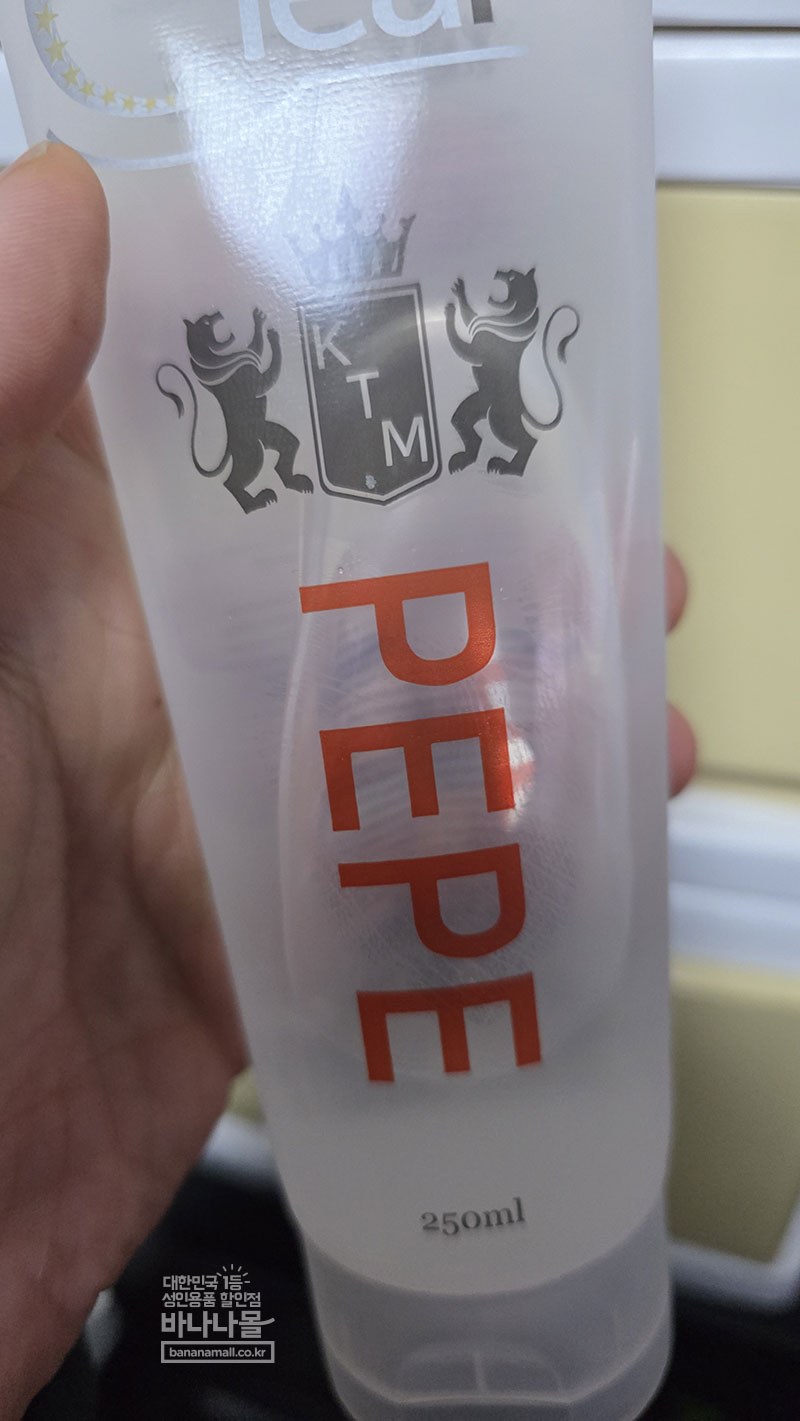 K
T
M
PEPE
250ml
대한민국 1등
성인용품 할인점
바나나몰
bananamall.co.kr